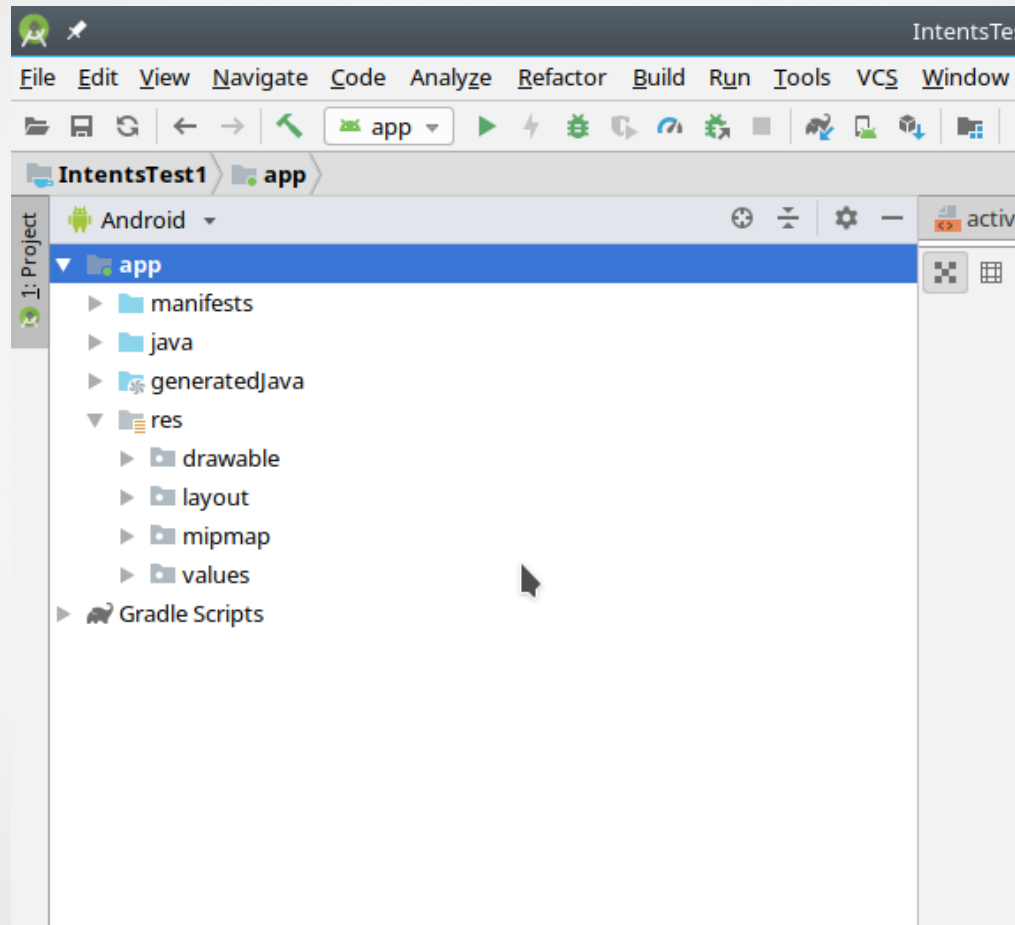 IntentsTes
File Edit View Navigate Code Analyze Refactor Build Run Tools VCS Window
app
IntentsTest1 app
1: Project
Android
activ
app
manifests
java
generatedJava
res
drawable
layout
mipmap
values
Gradle Scripts